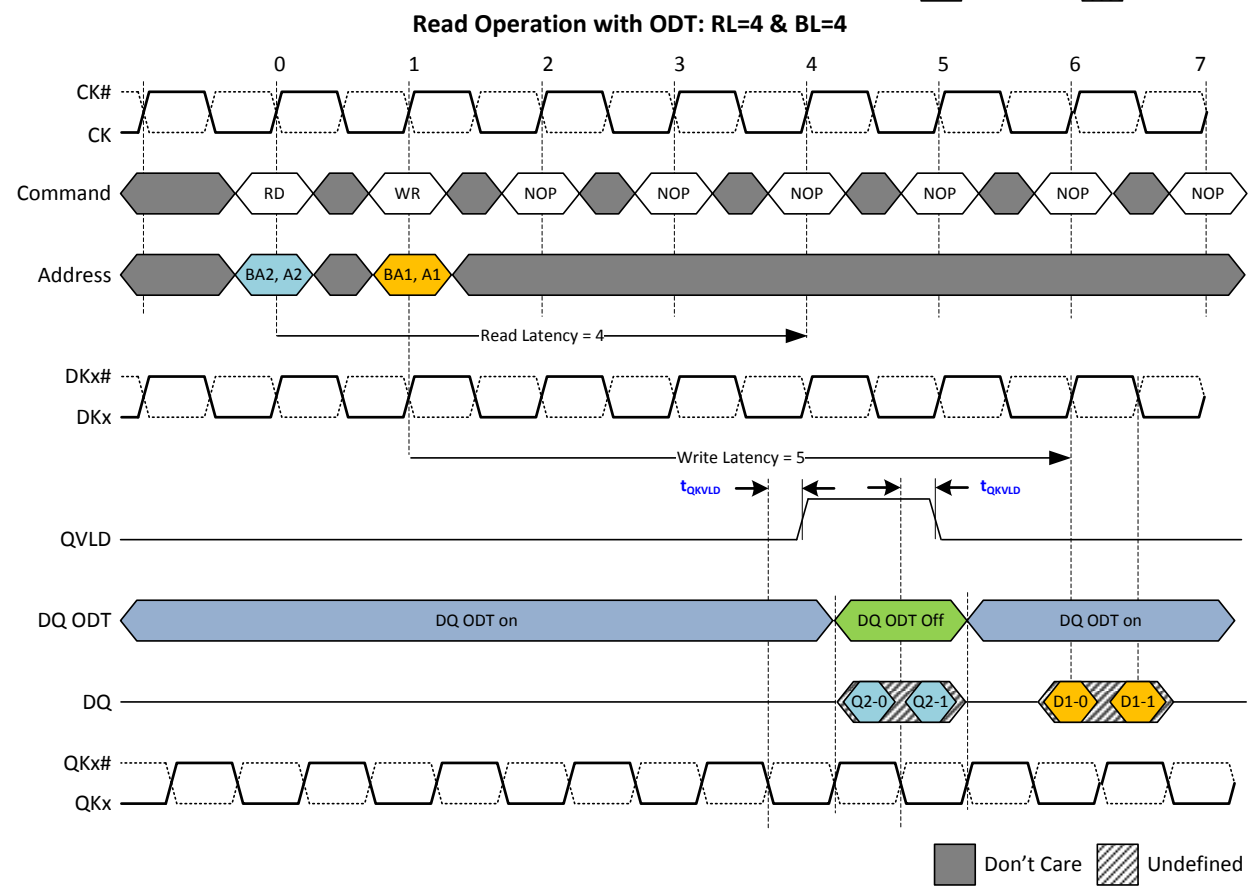 Read Operation with ODT: RL=4 & BL=4
0 1 2 3 4 5 6 7
CK#
CK
Command RD WR NOP NOP NOP NOP NOP NOP
Address BA2, A2 BA1, A1
Read Latency = 4
DKx#
DKx
Write Latency = 5
tQKVLD tQKVLD
QVLD
DQ ODT DQ ODT on DQ ODT Off DQ ODT on
DQ Q2-0 Q2-1 D1-0 D1-1
QKx#
QKx
Don't Care Undefined